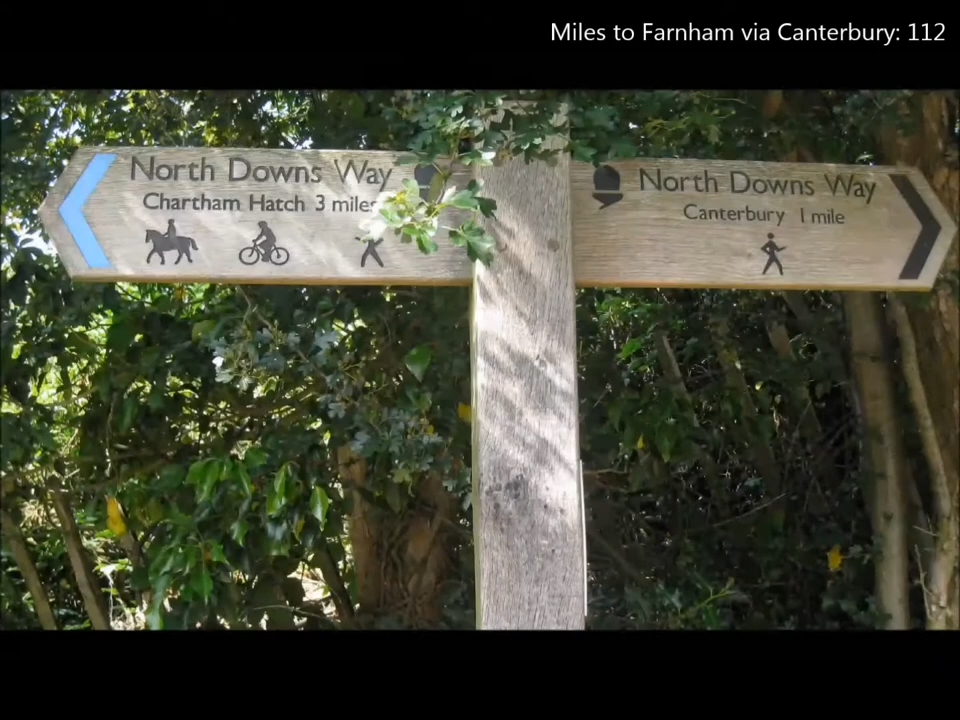 Miles to Farnham via Canterbury: 112
North Downs Way
Chartham Hatch 3 miles
North Downs Way
Canterbury 1 mile